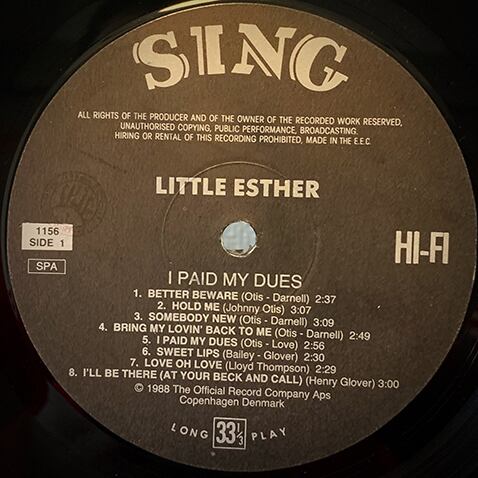 SING
ALL RIGHTS OF THE PRODUCER AND OF THE OWNER OF THE RECORDED WORK RESERVED,
UNAUTHORISED COPYING, PUBLIC PERFORMANCE, BROADCASTING.
HIRING OR RENTAL OF THIS RECORDING PROHIBITED, MADE IN THE E.E.C.
LITTLE ESTHER
1156
SIDE 1
HI-FI
SPA
I PAID MY DUES
1. BETTER BEWARE (Otis - Darnell) 2:37
2. HOLD ME (Johnny Otis) 3:07
3. SOMEBODY NEW (Otis - Darnell) 3:09
4. BRING MY LOVIN' BACK TO ME (Otis - Darnell) 2:49
5. I PAID MY DUES (Otis - Love) 2:56
6. SWEET LIPS (Bailey - Glover) 2:30
7. LOVE OH LOVE (Lloyd Thompson) 2:29
8. I'LL BE THERE (AT YOUR BECK AND CALL) (Henry Glover) 3:00
© 1988 The Official Record Company Aps
Copenhagen Denmark
LONG 33 1/3 PLAY